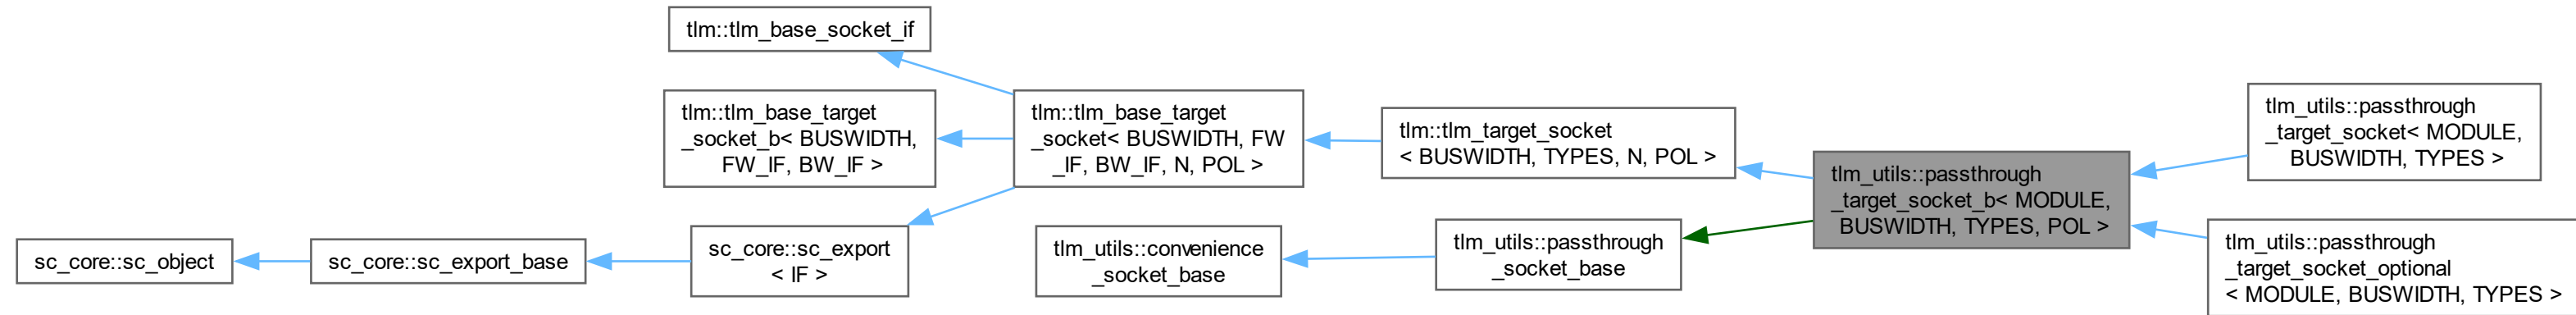 tlm::tlm_base_socket_if
tlm::tlm_base_target
_socket_b< BUSWIDTH,
FW_IF, BW_IF >
sc_core::sc_object
sc_core::sc_export_base
sc_core::sc_export
< IF >
tlm::tlm_base_target
_socket< BUSWIDTH, FW
_IF, BW_IF, N, POL >
tlm_utils::convenience
_socket_base
tlm::tlm_target_socket
< BUSWIDTH, TYPES, N, POL >
tlm_utils::passthrough
_socket_base
tlm_utils::passthrough
_target_socket_b< MODULE,
BUSWIDTH, TYPES, POL >
tlm_utils::passthrough
_target_socket< MODULE,
BUSWIDTH, TYPES >
tlm_utils::passthrough
_target_socket_optional
< MODULE, BUSWIDTH, TYPES >